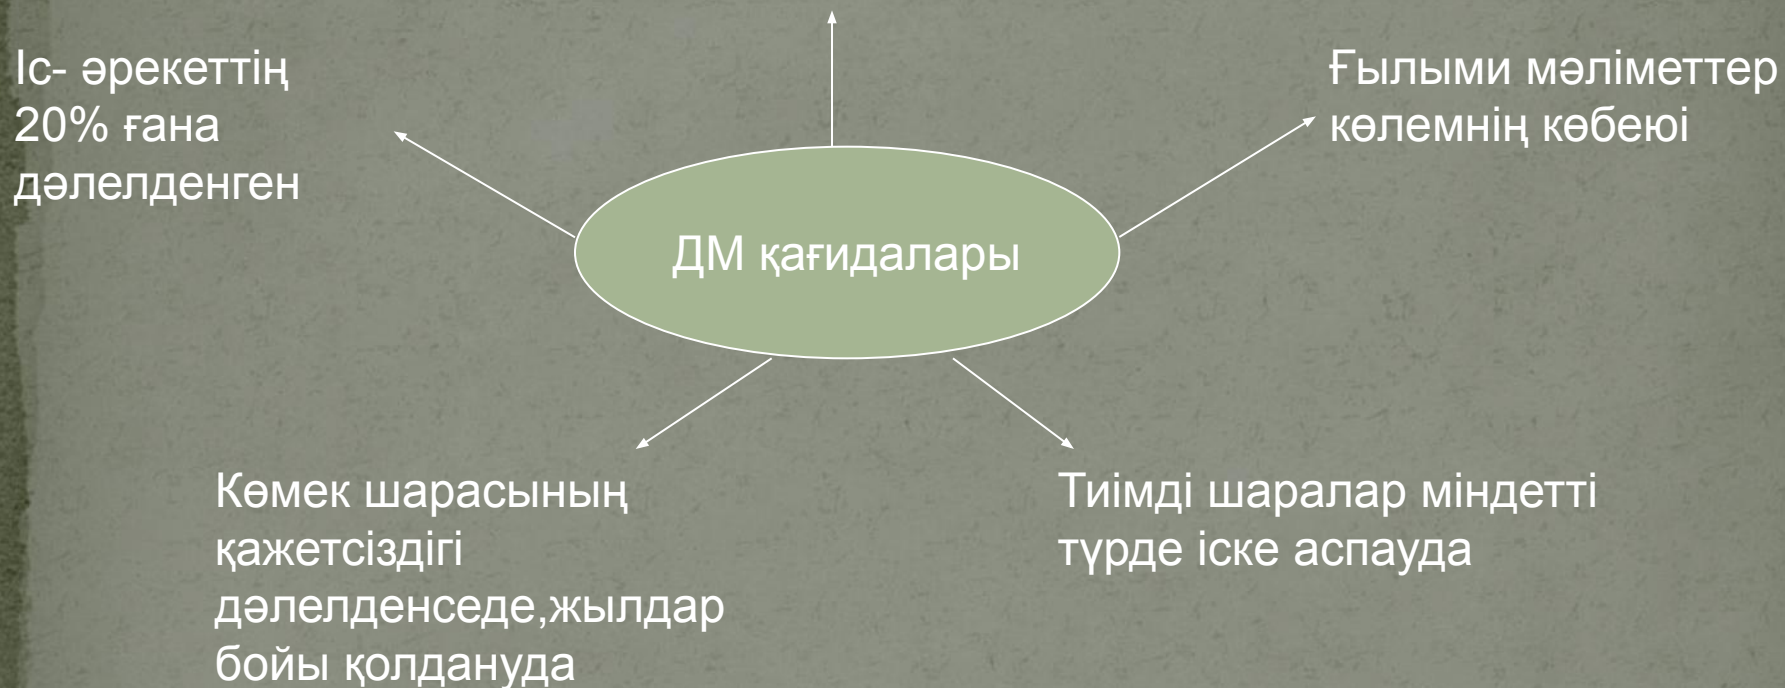 Іс- әрекеттің
20% ғана
дәлелденген
Ғылыми мәліметтер
көлемнің көбеюі
ДМ қағидалары
Көмек шарасының
қажетсіздігі
дәлелденседе,жылдар
бойы қолдануда
Тиімді шаралар міндетті
түрде іске аспауда